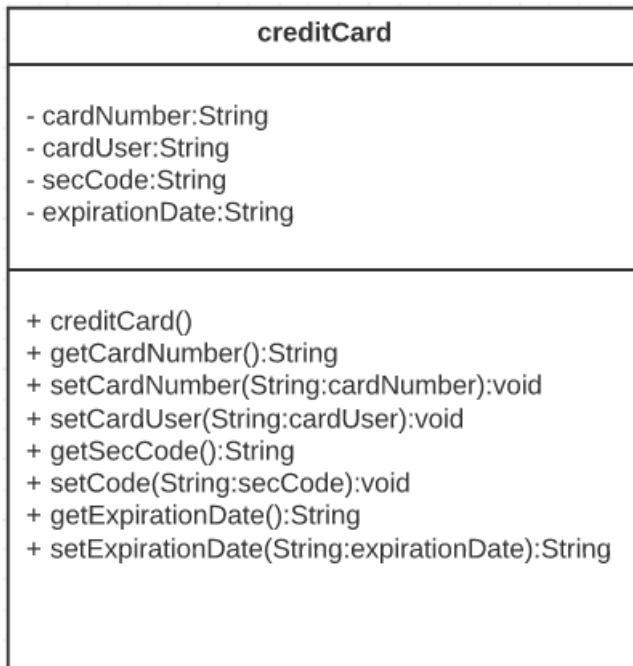 creditCard
- cardNumber:String
- cardUser:String
- secCode:String
- expirationDate:String
+ creditCard()
+ getCardNumber():String
+ setCardNumber(String:cardNumber):void
+ setCardUser(String:cardUser):void
+ getSecCode():String
+ setCode(String:secCode):void
+ getExpirationDate():String
+ setExpirationDate(String:expirationDate):String